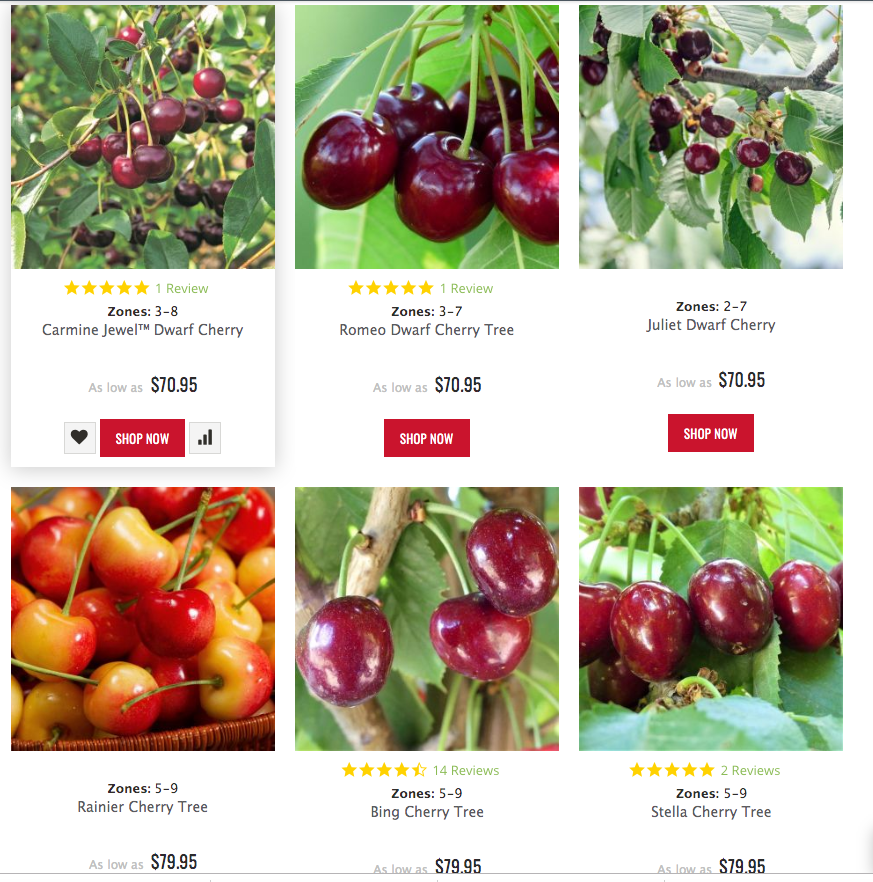 1 Review
Zones: 3-8
Carmine Jewel™ Dwarf Cherry
As low as $70.95
SHOP NOW
1 Review
Zones: 3-7
Romeo Dwarf Cherry Tree
As low as $70.95
SHOP NOW
Zones: 2-7
Juliet Dwarf Cherry
As low as $70.95
SHOP NOW
Zones: 5-9
Rainier Cherry Tree
As low as $79.95
14 Reviews
Zones: 5-9
Bing Cherry Tree
As low as $79.95
2 Reviews
Zones: 5-9
Stella Cherry Tree
As low as $79.95